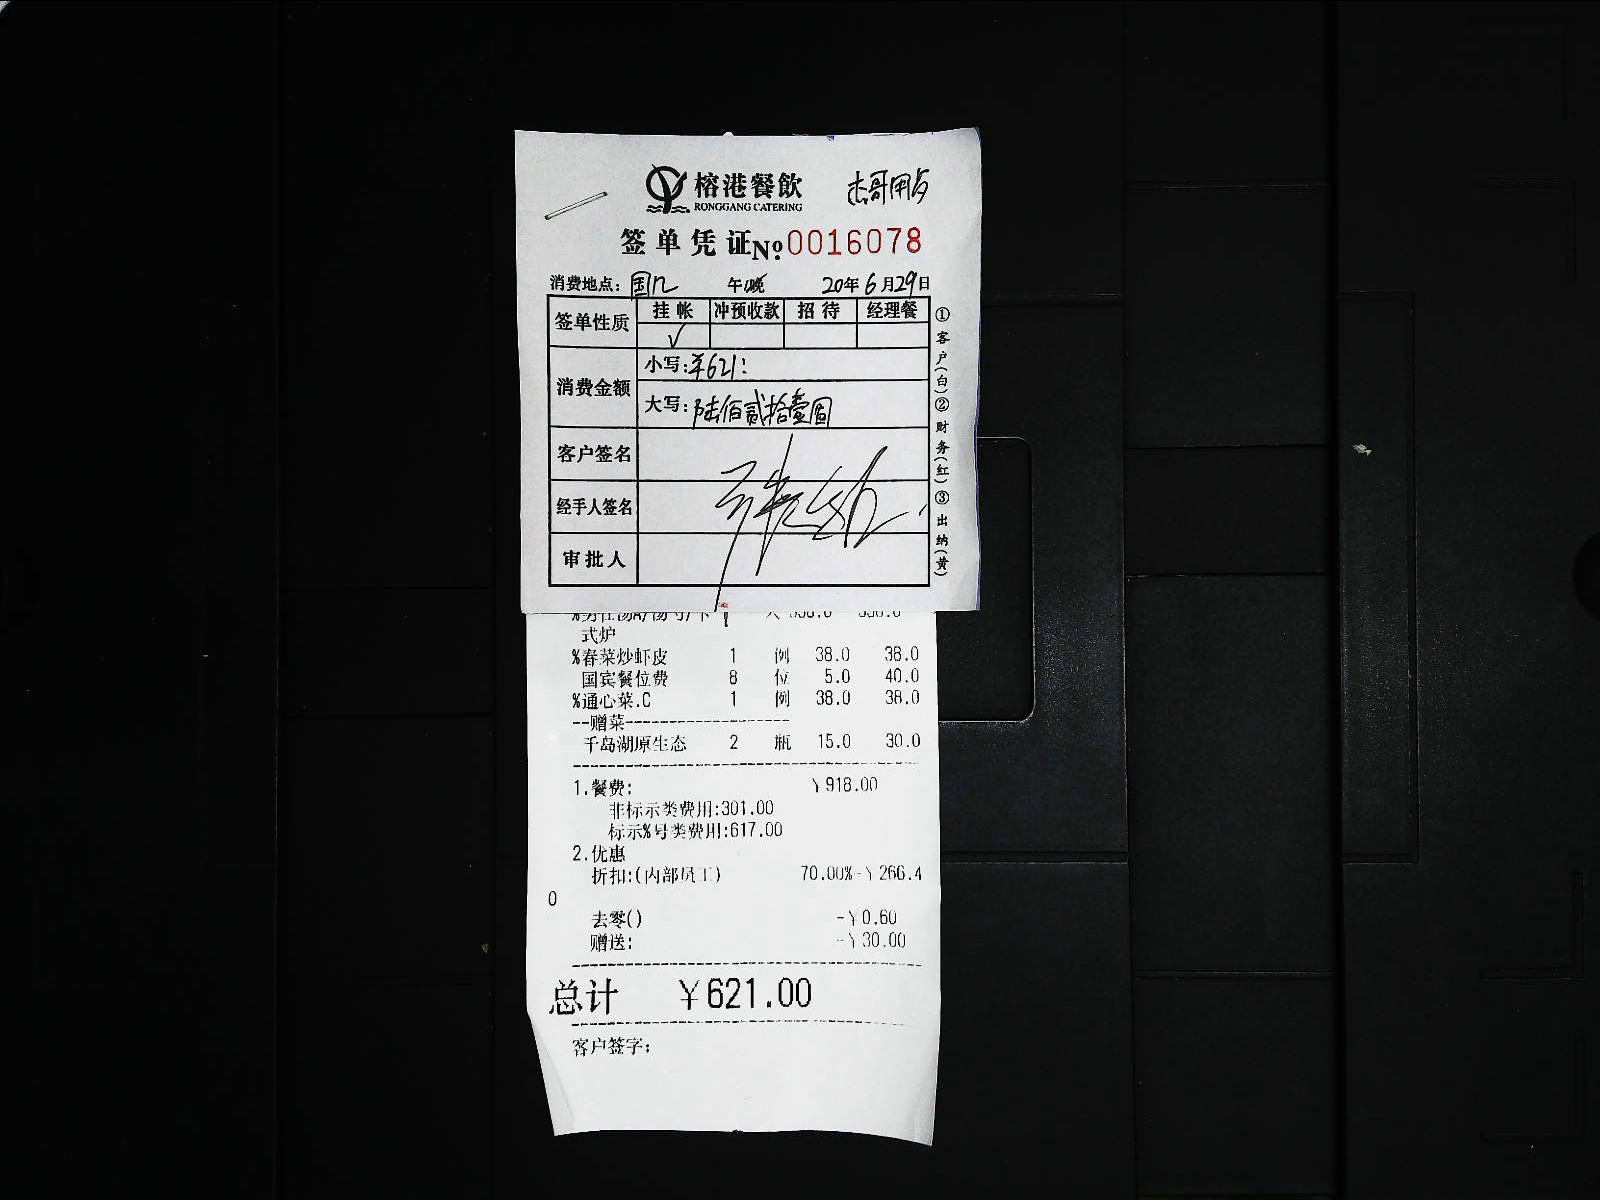 榕港餐飲 杰哥用
RONGGANG CATERING
签单凭证 №0016078
消费地点：国 午/晚 20年6月29日
签单性质 挂帐 冲预收款 招待 经理餐
√
消费金额 小写：¥621:
大写：陆佰贰拾壹圆
客户签名
经手人签名
审批人
①客户(白)②财务(红)③出纳(黄)
式炉
%春菜炒虾皮 1 例 38.0 38.0
国宾餐位费 8 位 5.0 40.0
%通心菜.C 1 例 38.0 38.0
--赠菜--------------------
千岛湖原生态 2 瓶 15.0 30.0
1.餐费: ¥918.00
非标示类费用:301.00
标示%号类费用:617.00
2.优惠
折扣:(内部员工) 70.00%-¥266.4
0
去零() -¥0.60
赠送: -¥30.00
总计 ¥621.00
客户签字: